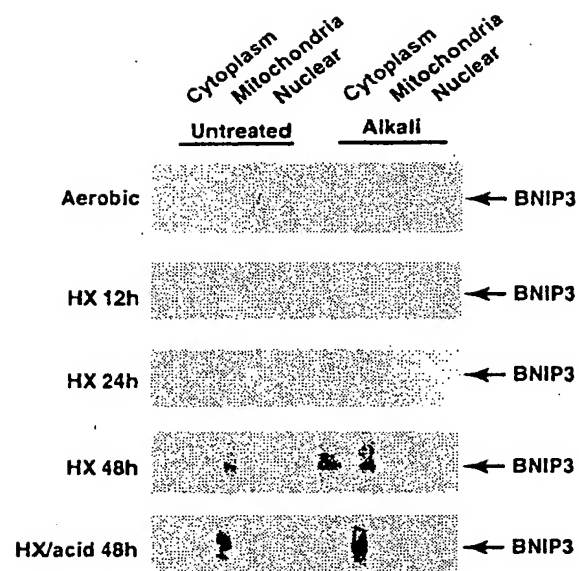 Cytoplasm Mitochondria Nuclear Cytoplasm Mitochondria Nuclear
Untreated Alkali
Aerobic BNIP3
HX 12h BNIP3
HX 24h BNIP3
HX 48h BNIP3
HX/acid 48h BNIP3